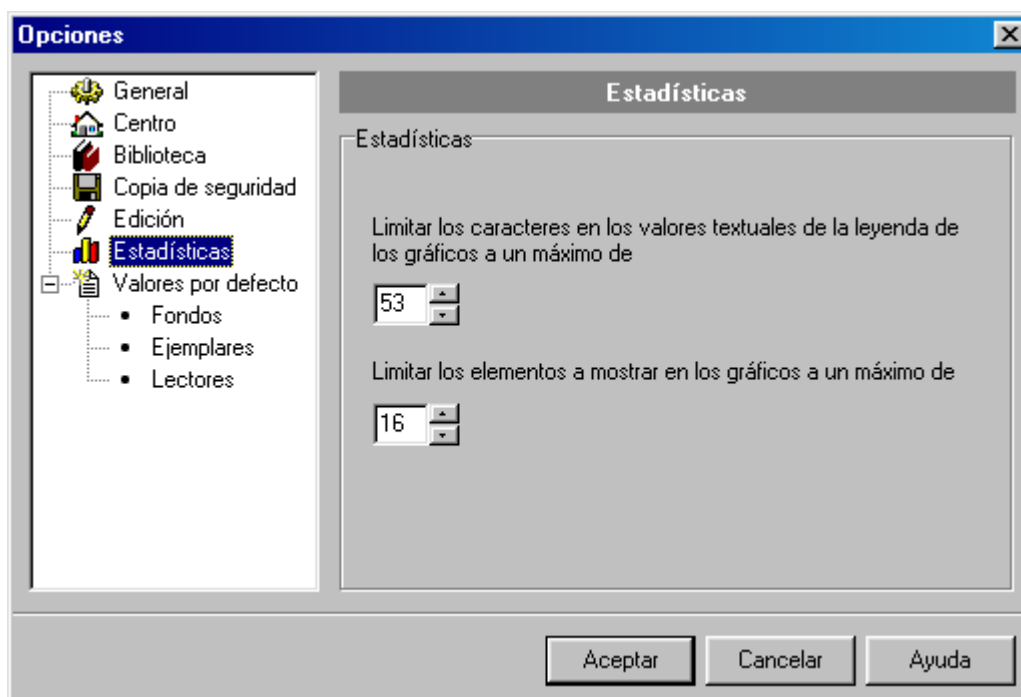 Opciones
General
Centro
Biblioteca
Copia de seguridad
Edición
Estadísticas
Valores por defecto
Fondos
Ejemplares
Lectores
Estadísticas
Estadísticas
Limitar los caracteres en los valores textuales de la leyenda de
los gráficos a un máximo de
53
Limitar los elementos a mostrar en los gráficos a un máximo de
16
Aceptar
Cancelar
Ayuda